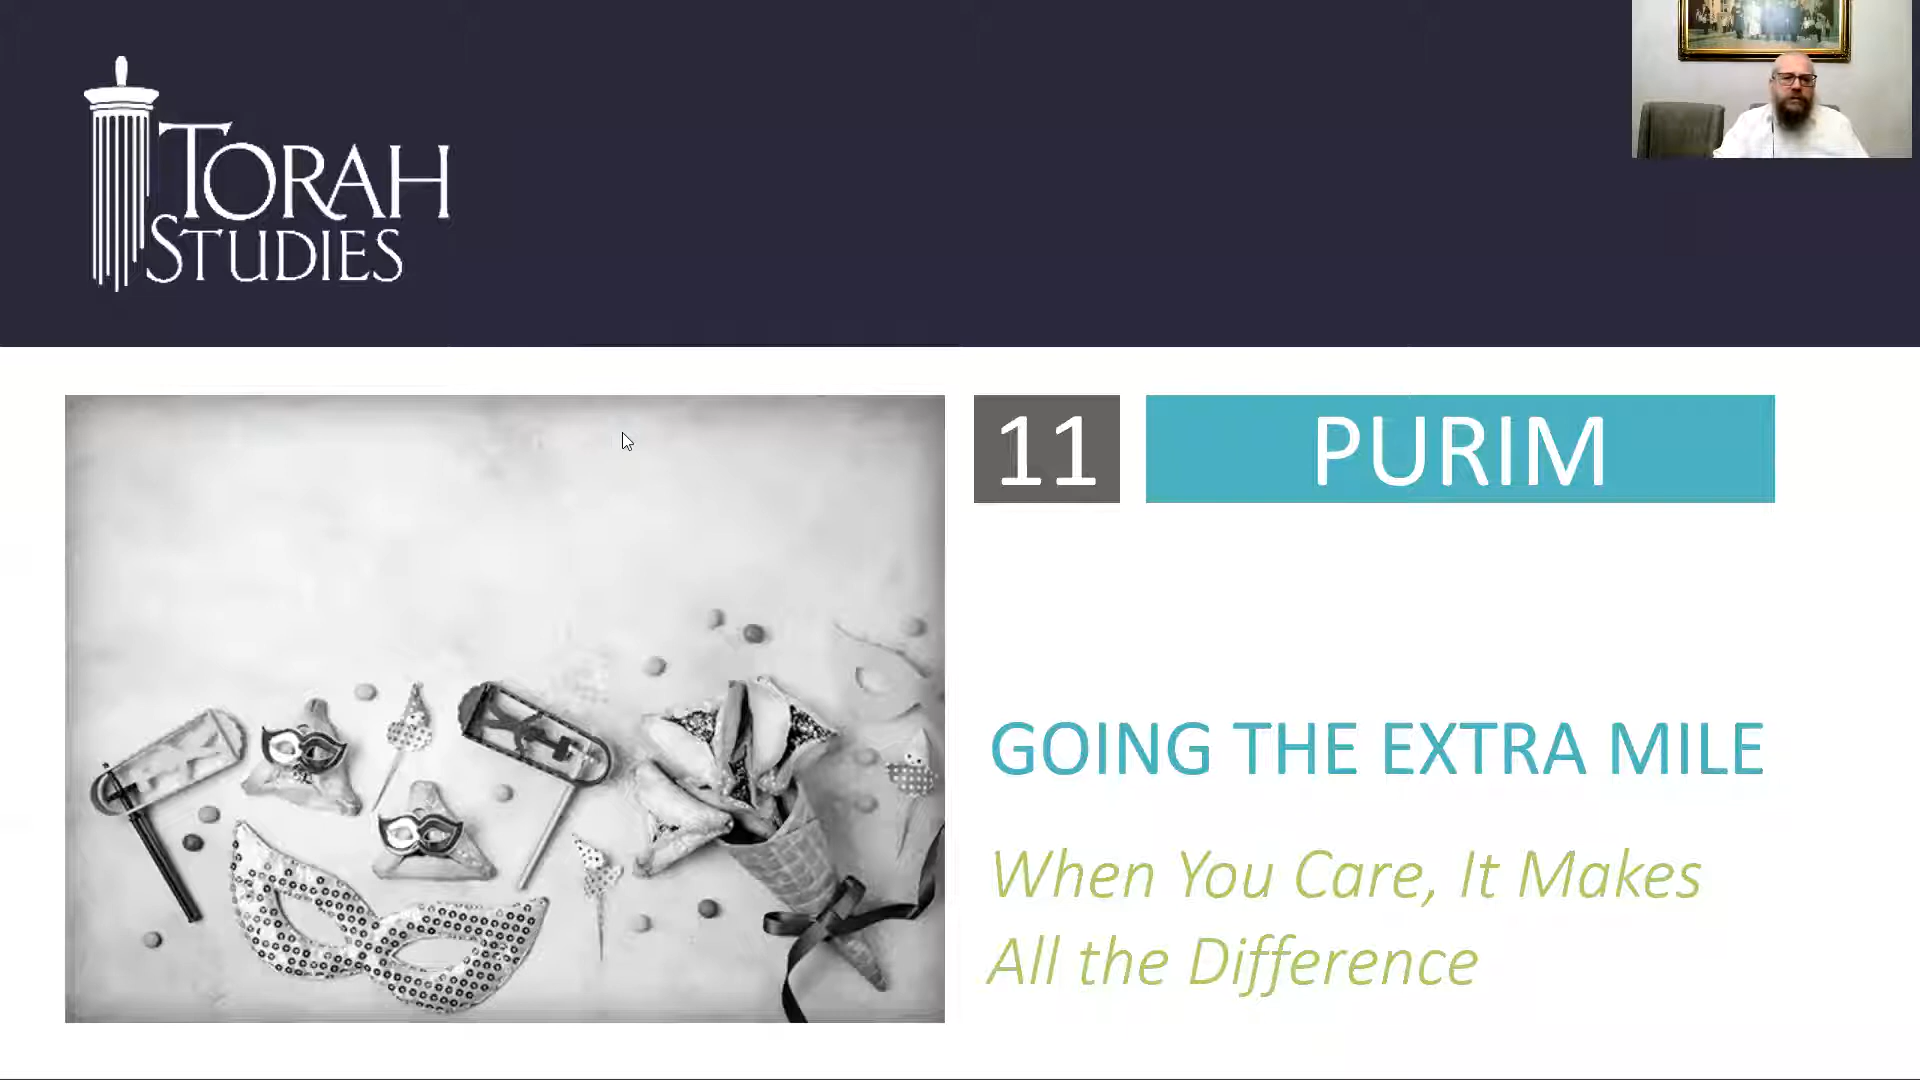 TORAH
STUDIES
11
PURIM
GOING THE EXTRA MILE
When You Care, It Makes
All the Difference